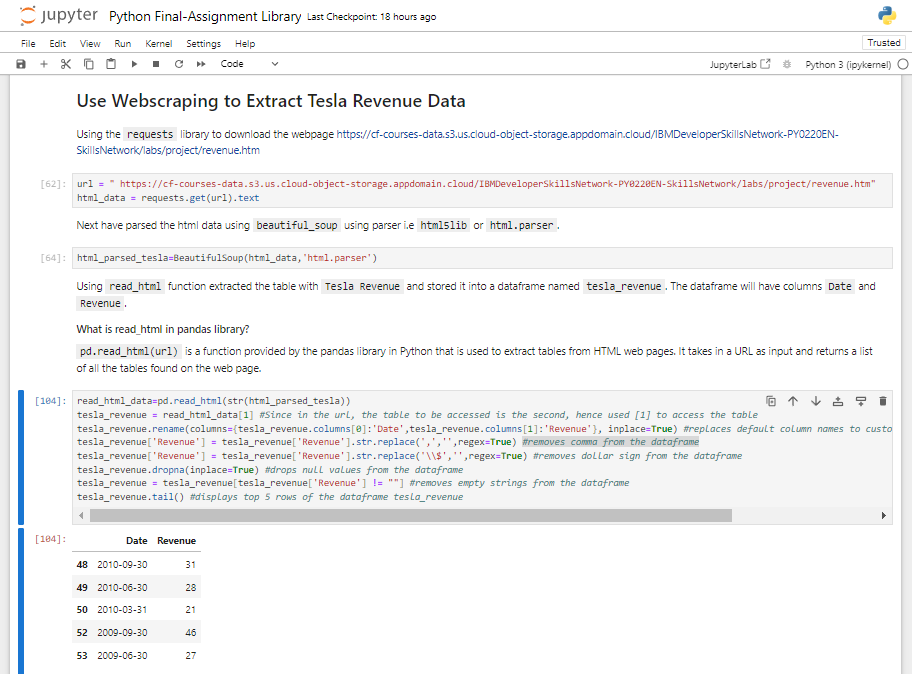 jupyter Python Final-Assignment Library Last Checkpoint: 18 hours ago
File Edit View Run Kernel Settings Help Trusted
Code JupyterLab Python 3 (ipykernel)
Use Webscraping to Extract Tesla Revenue Data
Using the requests library to download the webpage https://cf-courses-data.s3.us.cloud-object-storage.appdomain.cloud/IBMDeveloperSkillsNetwork-PY0220EN-
SkillsNetwork/labs/project/revenue.htm
[62]: url = " https://cf-courses-data.s3.us.cloud-object-storage.appdomain.cloud/IBMDeveloperSkillsNetwork-PY0220EN-SkillsNetwork/labs/project/revenue.htm"
html_data = requests.get(url).text
Next have parsed the html data using beautiful_soup using parser i.e html5lib or html.parser.
[64]: html_parsed_tesla=BeautifulSoup(html_data,'html.parser')
Using read_html function extracted the table with Tesla Revenue and stored it into a dataframe named tesla_revenue. The dataframe will have columns Date and
Revenue.
What is read_html in pandas library?
pd.read_html(url) is a function provided by the pandas library in Python that is used to extract tables from HTML web pages. It takes in a URL as input and returns a list
of all the tables found on the web page.
[104]: read_html_data=pd.read_html(str(html_parsed_tesla))
tesla_revenue = read_html_data[1] #Since in the url, the table to be accessed is the second, hence used [1] to access the table
tesla_revenue.rename(columns={tesla_revenue.columns[0]:'Date',tesla_revenue.columns[1]:'Revenue'}, inplace=True) #replaces default column names to custo
tesla_revenue['Revenue'] = tesla_revenue['Revenue'].str.replace(',','',regex=True) #removes comma from the dataframe
tesla_revenue['Revenue'] = tesla_revenue['Revenue'].str.replace('\\$','',regex=True) #removes dollar sign from the dataframe
tesla_revenue.dropna(inplace=True) #drops null values from the dataframe
tesla_revenue = tesla_revenue[tesla_revenue['Revenue'] != ""] #removes empty strings from the dataframe
tesla_revenue.tail() #displays top 5 rows of the dataframe tesla_revenue
[104]: Date Revenue
48 2010-09-30 31
49 2010-06-30 28
50 2010-03-31 21
52 2009-09-30 46
53 2009-06-30 27